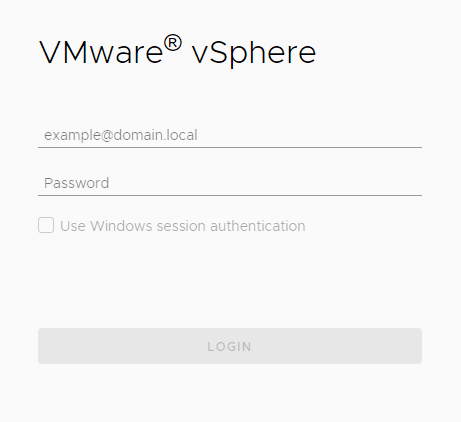 VMware® vSphere
example@domain.local
Password
Use Windows session authentication
LOGIN